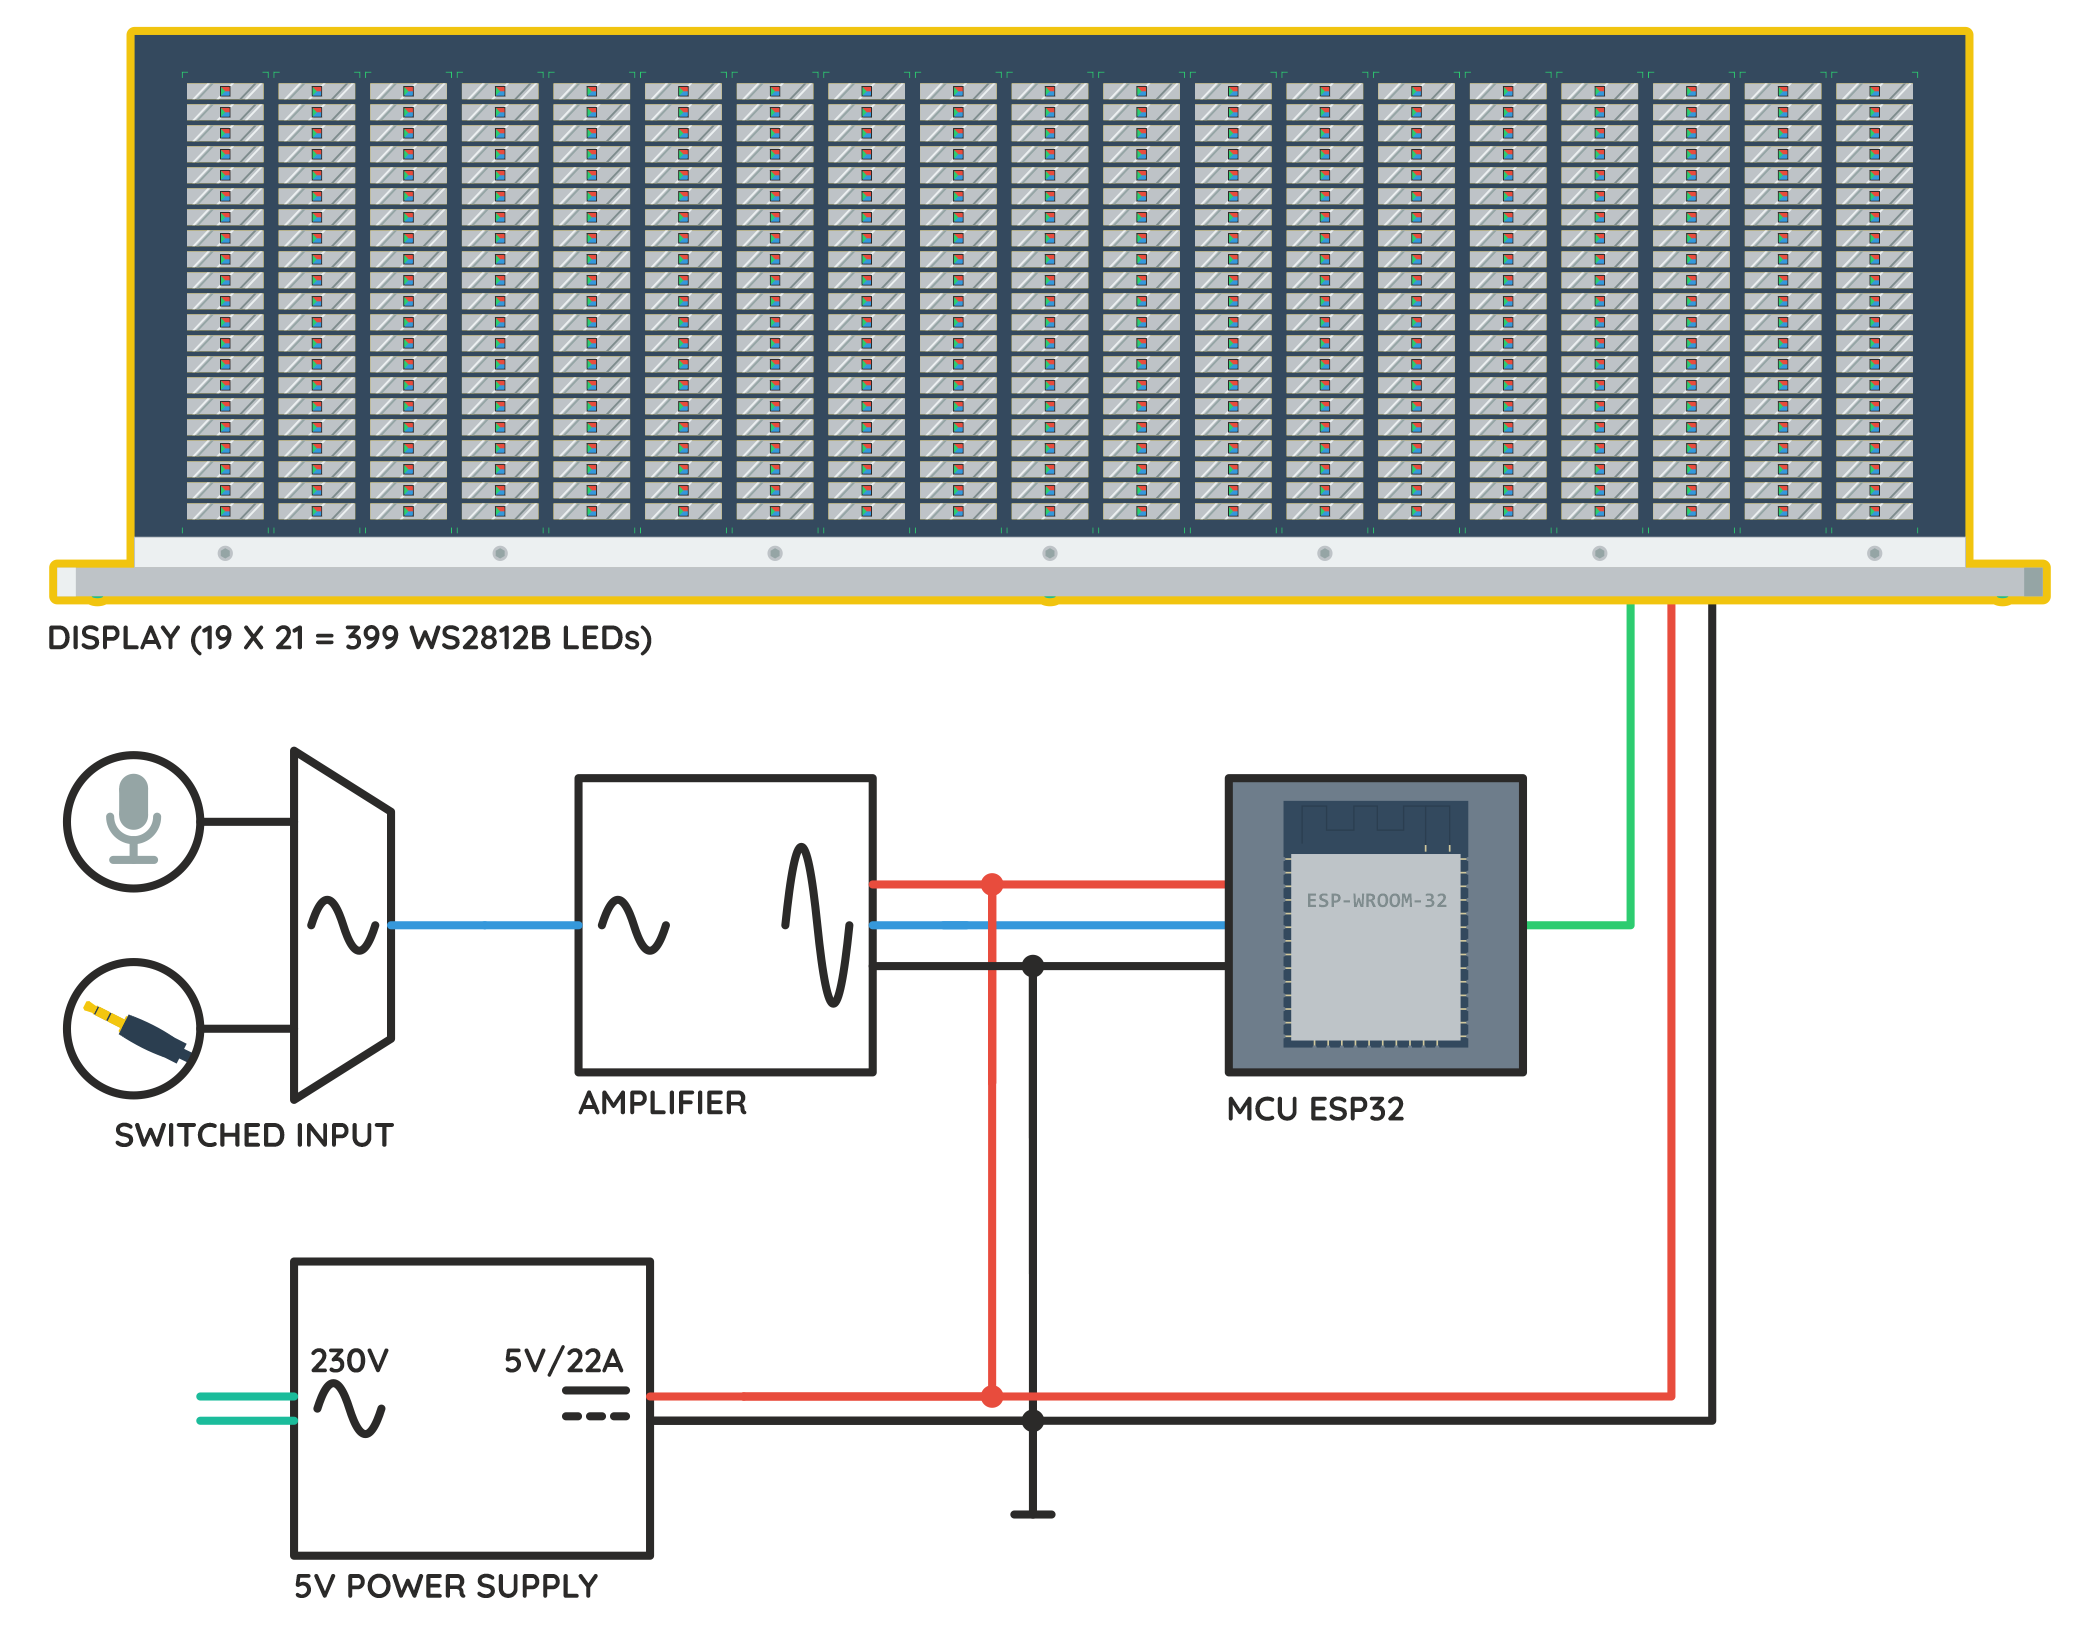 DISPLAY (19 X 21 = 399 WS2812B LEDs)
ESP-WROOM-32
AMPLIFIER
MCU ESP32
SWITCHED INPUT
230V
5V/22A
5V POWER SUPPLY